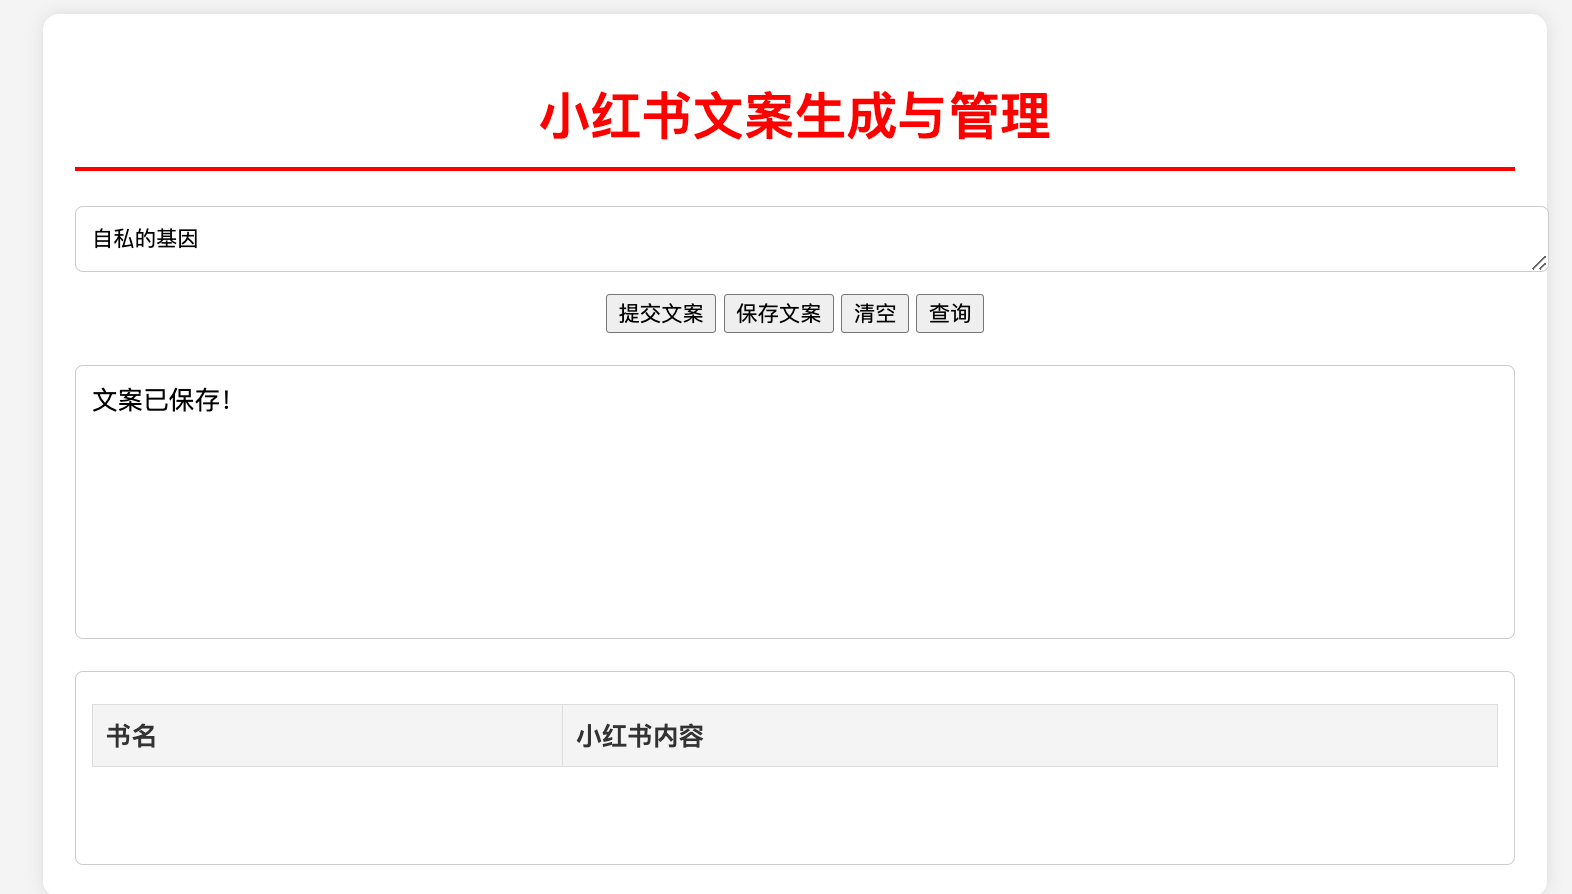 小红书文案生成与管理
自私的基因
提交文案 保存文案 清空 查询
文案已保存！
书名 小红书内容